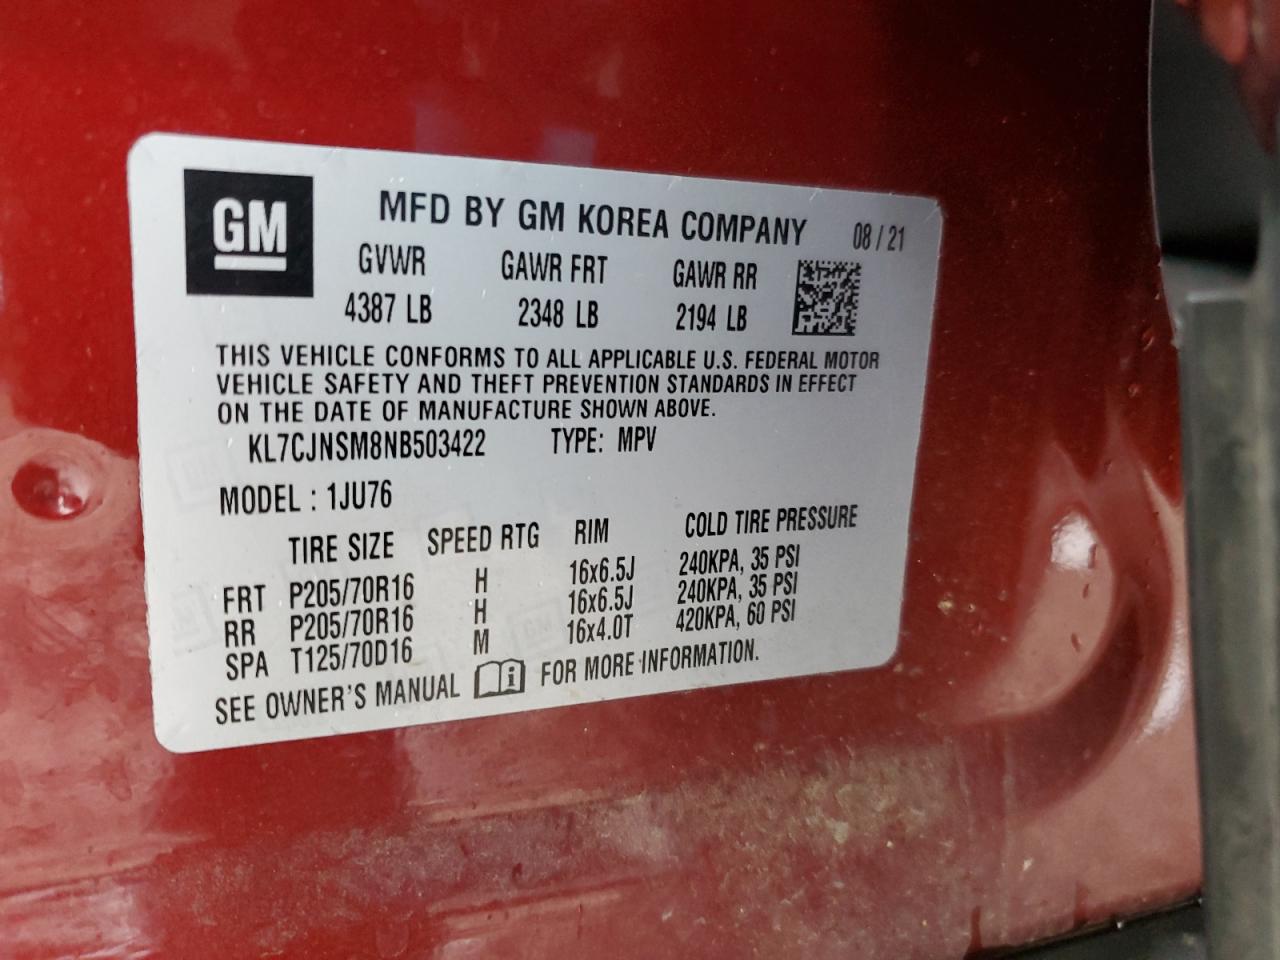 GM
MFD BY GM KOREA COMPANY 08 / 21
GVWR GAWR FRT GAWR RR
4387 LB 2348 LB 2194 LB
THIS VEHICLE CONFORMS TO ALL APPLICABLE U.S. FEDERAL MOTOR
VEHICLE SAFETY AND THEFT PREVENTION STANDARDS IN EFFECT
ON THE DATE OF MANUFACTURE SHOWN ABOVE.
KL7CJNSM8NB503422 TYPE: MPV
MODEL : 1JU76
TIRE SIZE SPEED RTG RIM COLD TIRE PRESSURE
FRT P205/70R16 H 16x6.5J 240KPA, 35 PSI
RR P205/70R16 H 16x6.5J 240KPA, 35 PSI
SPA T125/70D16 M 16x4.0T 420KPA, 60 PSI
SEE OWNER'S MANUAL i FOR MORE INFORMATION.